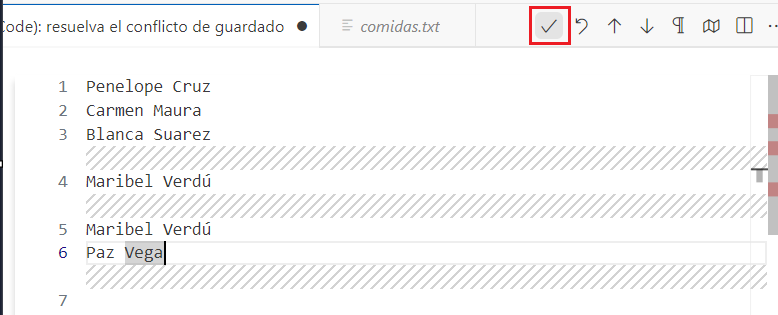 Code): resuelva el conflicto de guardado
comidas.txt
1 Penelope Cruz
2 Carmen Maura
3 Blanca Suarez
4 Maribel Verdú
5 Maribel Verdú
6 Paz Vega
7